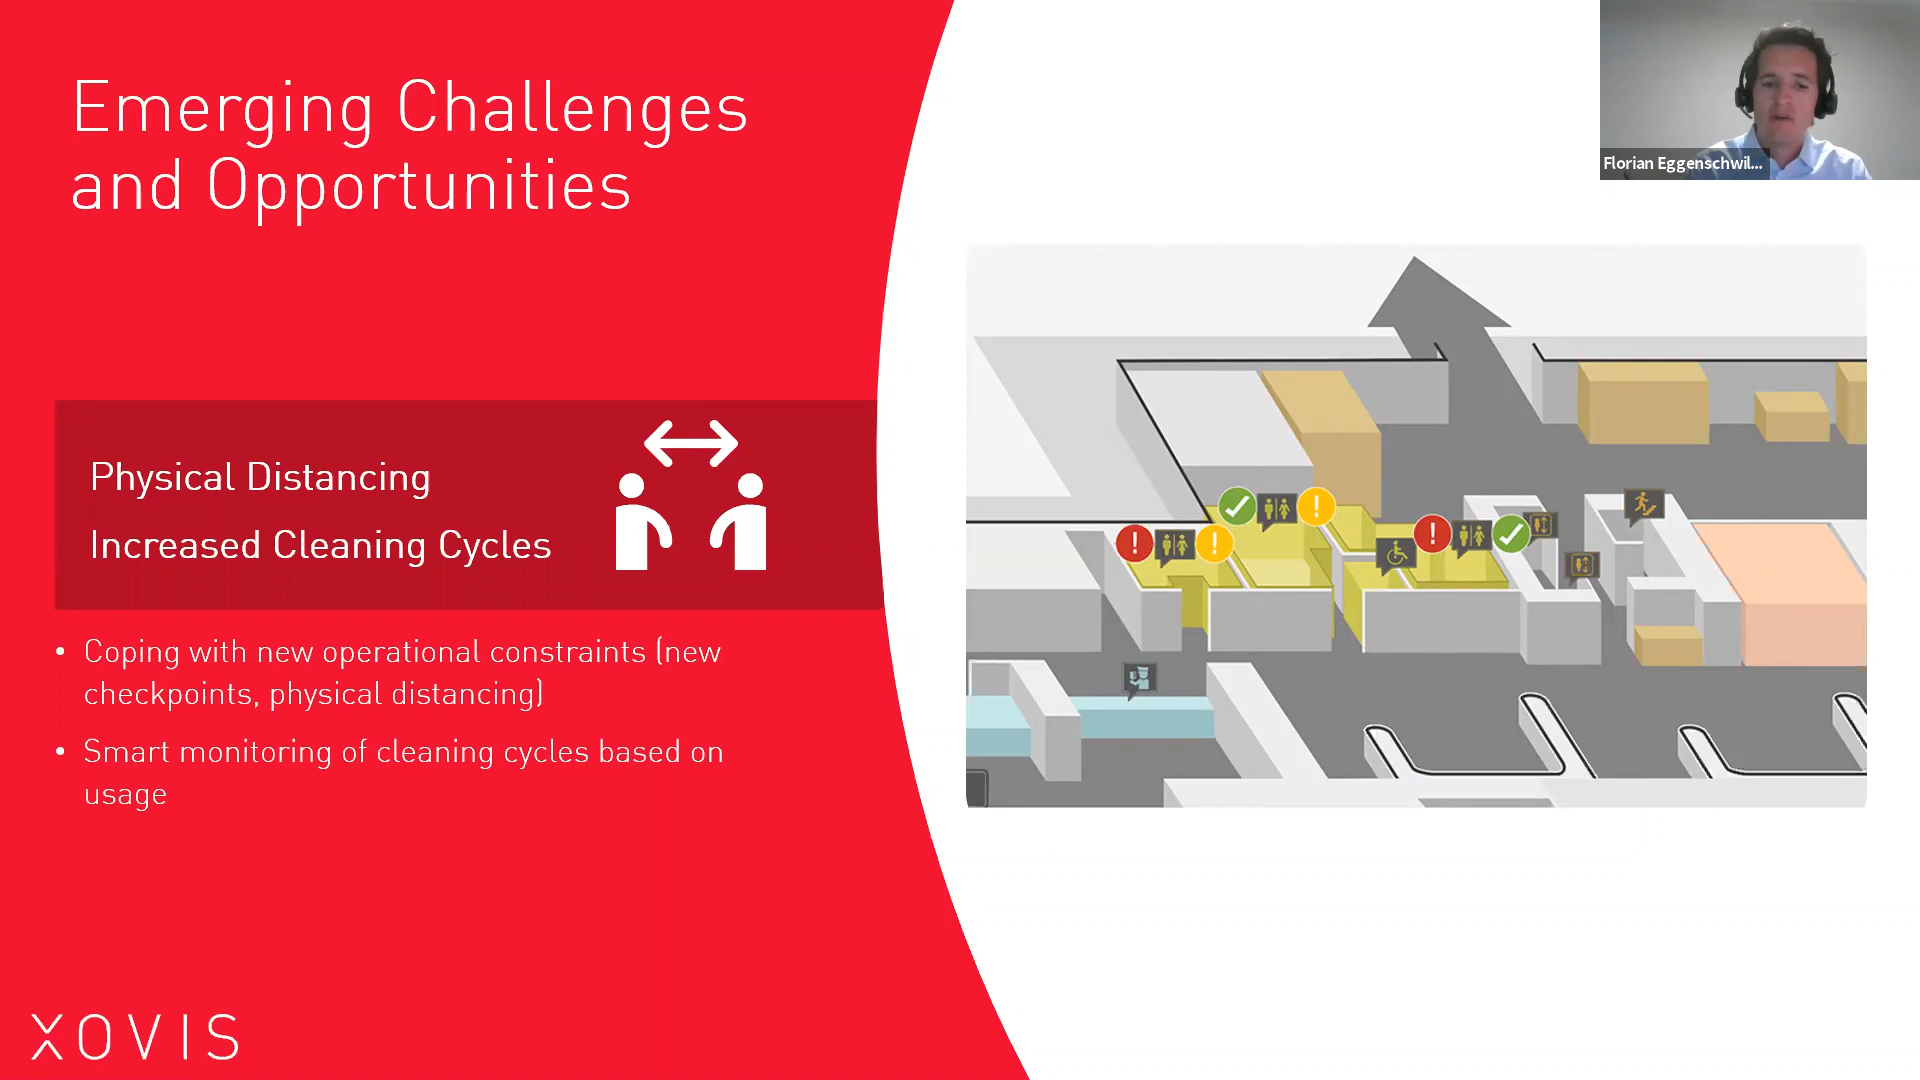 Emerging Challenges
and Opportunities
Physical Distancing
Increased Cleaning Cycles
• Coping with new operational constraints (new
checkpoints, physical distancing)
• Smart monitoring of cleaning cycles based on
usage
XOVIS
Florian Eggenschwil...